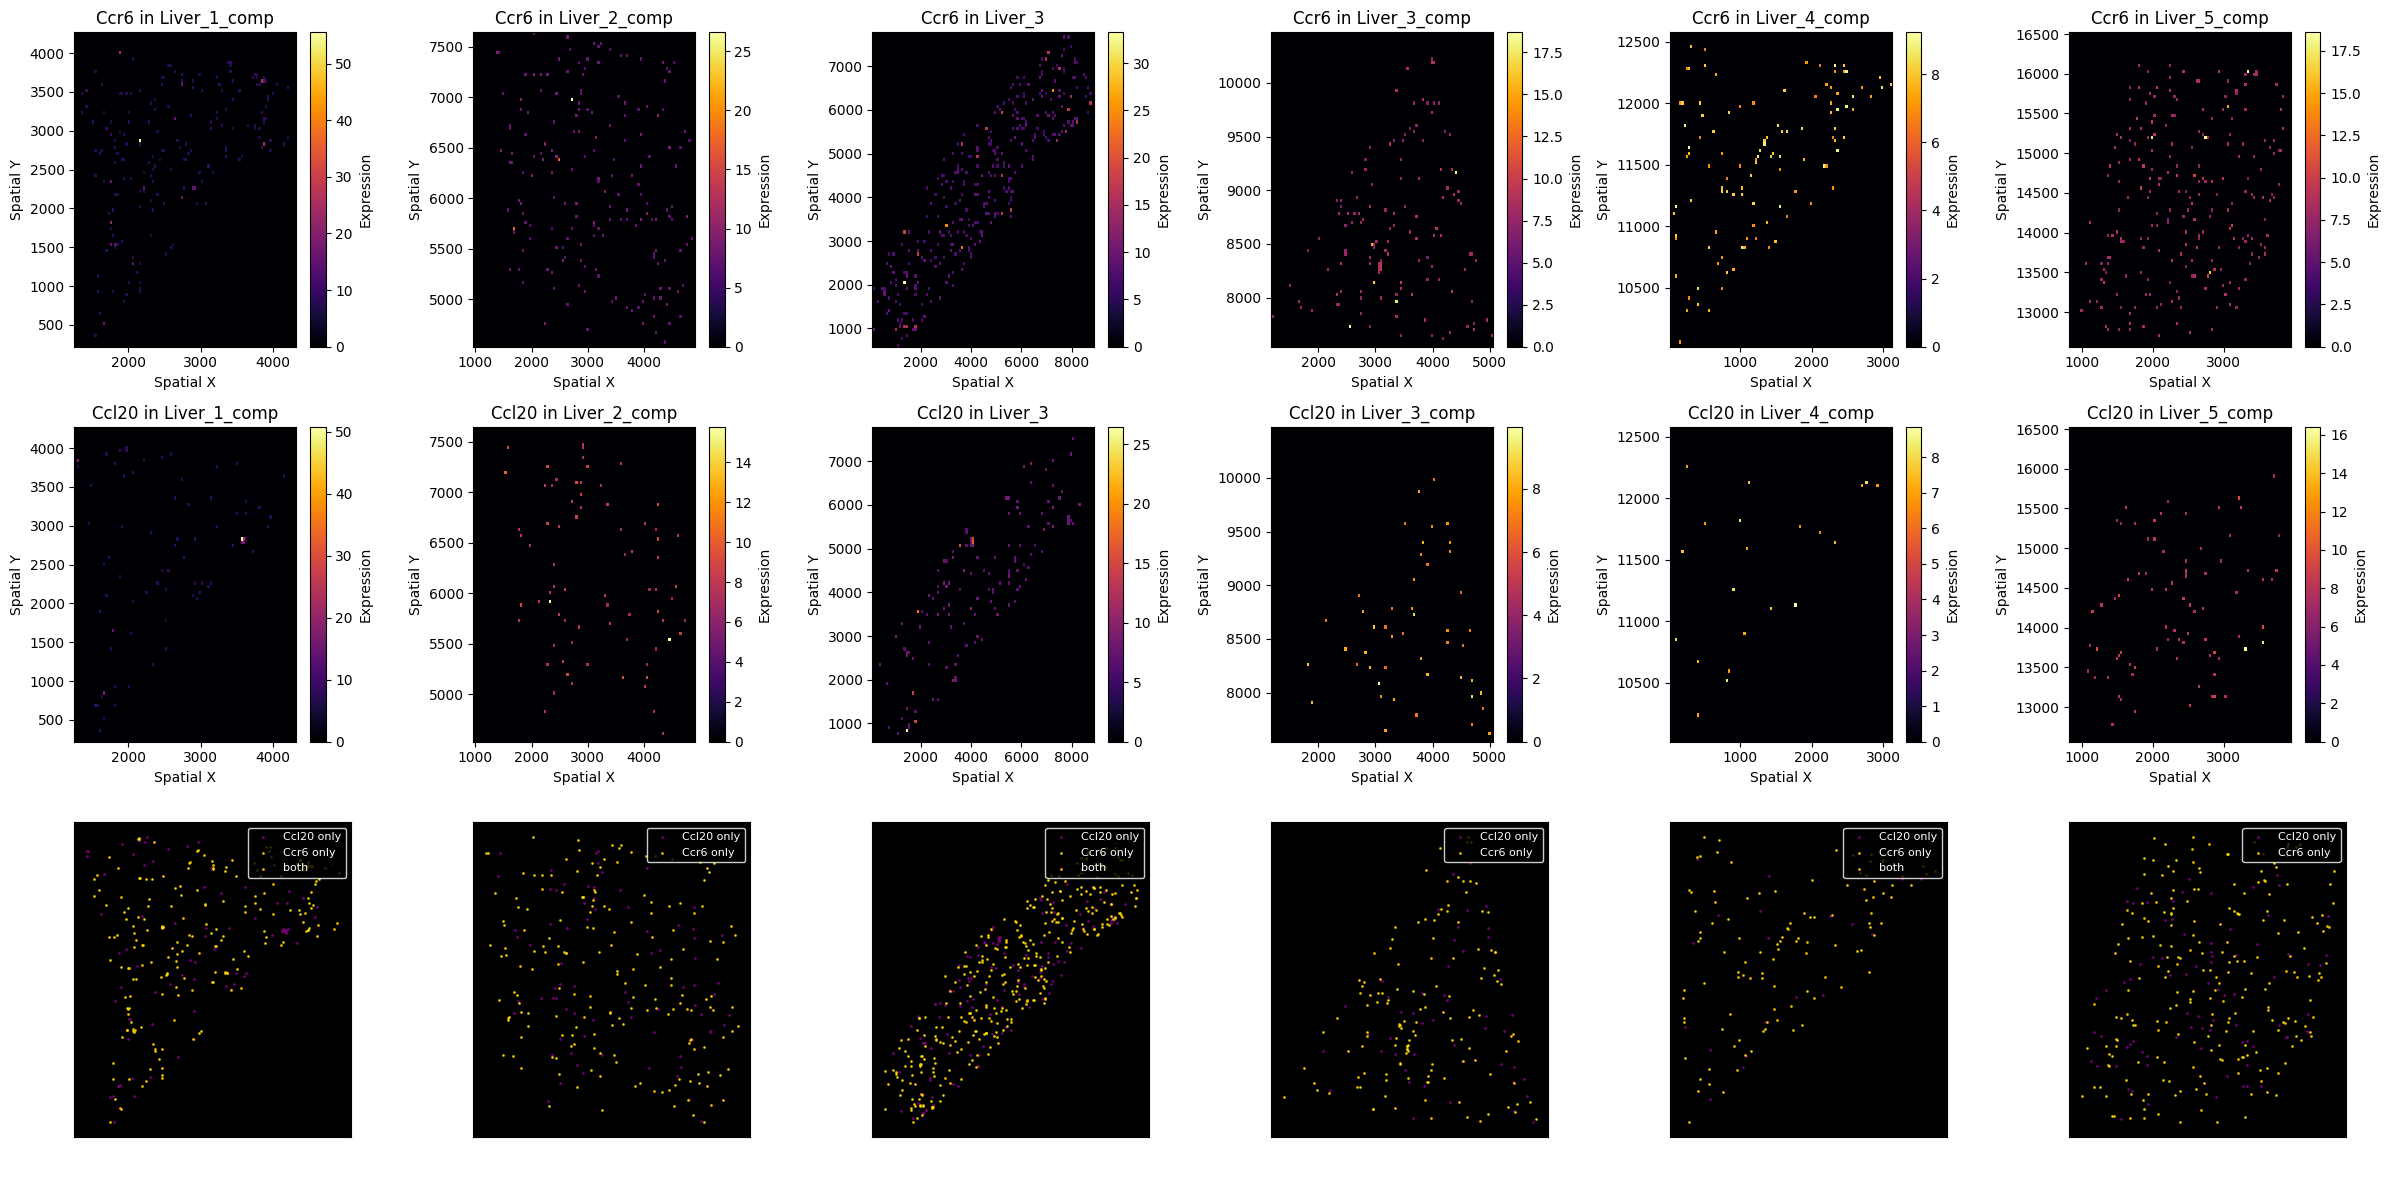 Ccr6 in Liver_1_comp
Spatial Y
4000
3500
3000
2500
2000
1500
1000
500
2000 3000 4000
Spatial X
50
40
30
20
10
0
Expression
Ccr6 in Liver_2_comp
Spatial Y
7500
7000
6500
6000
5500
5000
1000 2000 3000 4000
Spatial X
25
20
15
10
5
0
Expression
Ccr6 in Liver_3
Spatial Y
7000
6000
5000
4000
3000
2000
1000
2000 4000 6000 8000
Spatial X
30
25
20
15
10
5
0
Expression
Ccr6 in Liver_3_comp
Spatial Y
10000
9500
9000
8500
8000
2000 3000 4000 5000
Spatial X
17.5
15.0
12.5
10.0
7.5
5.0
2.5
0.0
Expression
Ccr6 in Liver_4_comp
Spatial Y
12500
12000
11500
11000
10500
1000 2000 3000
Spatial X
8
6
4
2
0
Expression
Ccr6 in Liver_5_comp
Spatial Y
16500
16000
15500
15000
14500
14000
13500
13000
1000 2000 3000
Spatial X
17.5
15.0
12.5
10.0
7.5
5.0
2.5
0.0
Expression
Ccl20 in Liver_1_comp
Spatial Y
4000
3500
3000
2500
2000
1500
1000
500
2000 3000 4000
Spatial X
50
40
30
20
10
0
Expression
Ccl20 in Liver_2_comp
Spatial Y
7500
7000
6500
6000
5500
5000
1000 2000 3000 4000
Spatial X
14
12
10
8
6
4
2
0
Expression
Ccl20 in Liver_3
Spatial Y
7000
6000
5000
4000
3000
2000
1000
2000 4000 6000 8000
Spatial X
25
20
15
10
5
0
Expression
Ccl20 in Liver_3_comp
Spatial Y
10000
9500
9000
8500
8000
2000 3000 4000 5000
Spatial X
8
6
4
2
0
Expression
Ccl20 in Liver_4_comp
Spatial Y
12500
12000
11500
11000
10500
1000 2000 3000
Spatial X
8
7
6
5
4
3
2
1
0
Expression
Ccl20 in Liver_5_comp
Spatial Y
16500
16000
15500
15000
14500
14000
13500
13000
1000 2000 3000
Spatial X
16
14
12
10
8
6
4
2
0
Expression
Ccl20 only
Ccr6 only
both
Ccl20 only
Ccr6 only
Ccl20 only
Ccr6 only
both
Ccl20 only
Ccr6 only
Ccl20 only
Ccr6 only
both
Ccl20 only
Ccr6 only